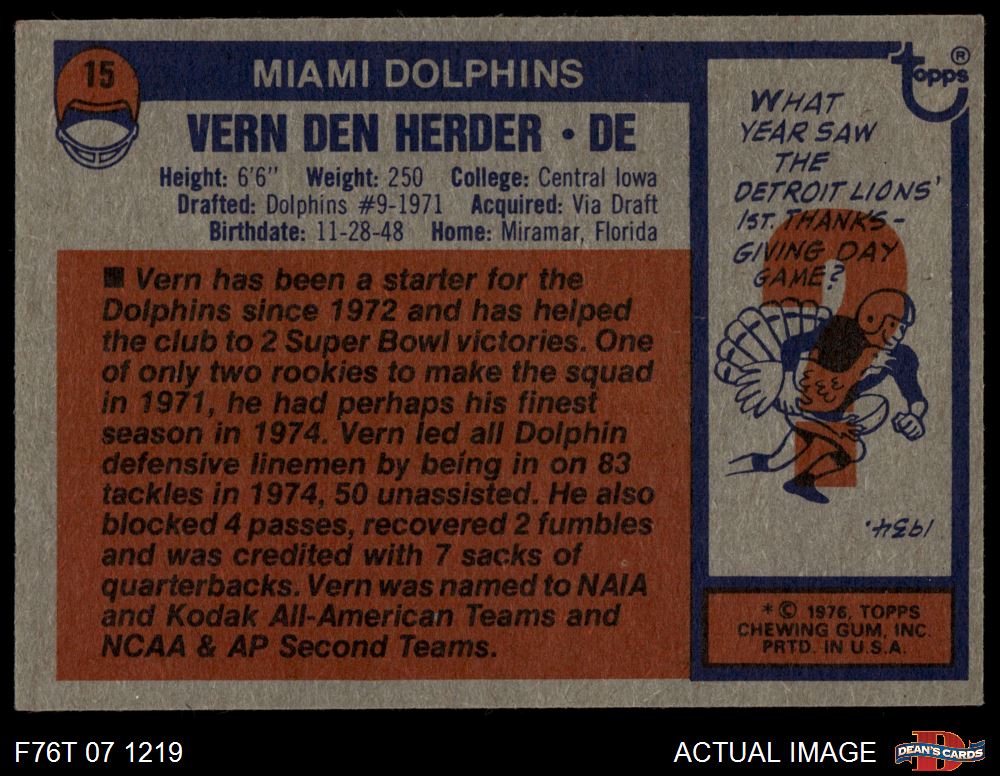 15
MIAMI DOLPHINS
VERN DEN HERDER • DE
Height: 6'6" Weight: 250 College: Central Iowa
Drafted: Dolphins #9-1971 Acquired: Via Draft
Birthdate: 11-28-48 Home: Miramar, Florida
■ Vern has been a starter for the
Dolphins since 1972 and has helped
the club to 2 Super Bowl victories. One
of only two rookies to make the squad
in 1971, he had perhaps his finest
season in 1974. Vern led all Dolphin
defensive linemen by being in on 83
tackles in 1974, 50 unassisted. He also
blocked 4 passes, recovered 2 fumbles
and was credited with 7 sacks of
quarterbacks. Vern was named to NAIA
and Kodak All-American Teams and
NCAA & AP Second Teams.
topps®
WHAT
YEAR SAW
THE
DETROIT LIONS'
1ST. THANKS-
GIVING DAY
GAME?
?
1934.
*© 1976, TOPPS
CHEWING GUM, INC.
PRTD. IN U.S.A.
F76T 07 1219
ACTUAL IMAGE
D
DEAN'S CARDS